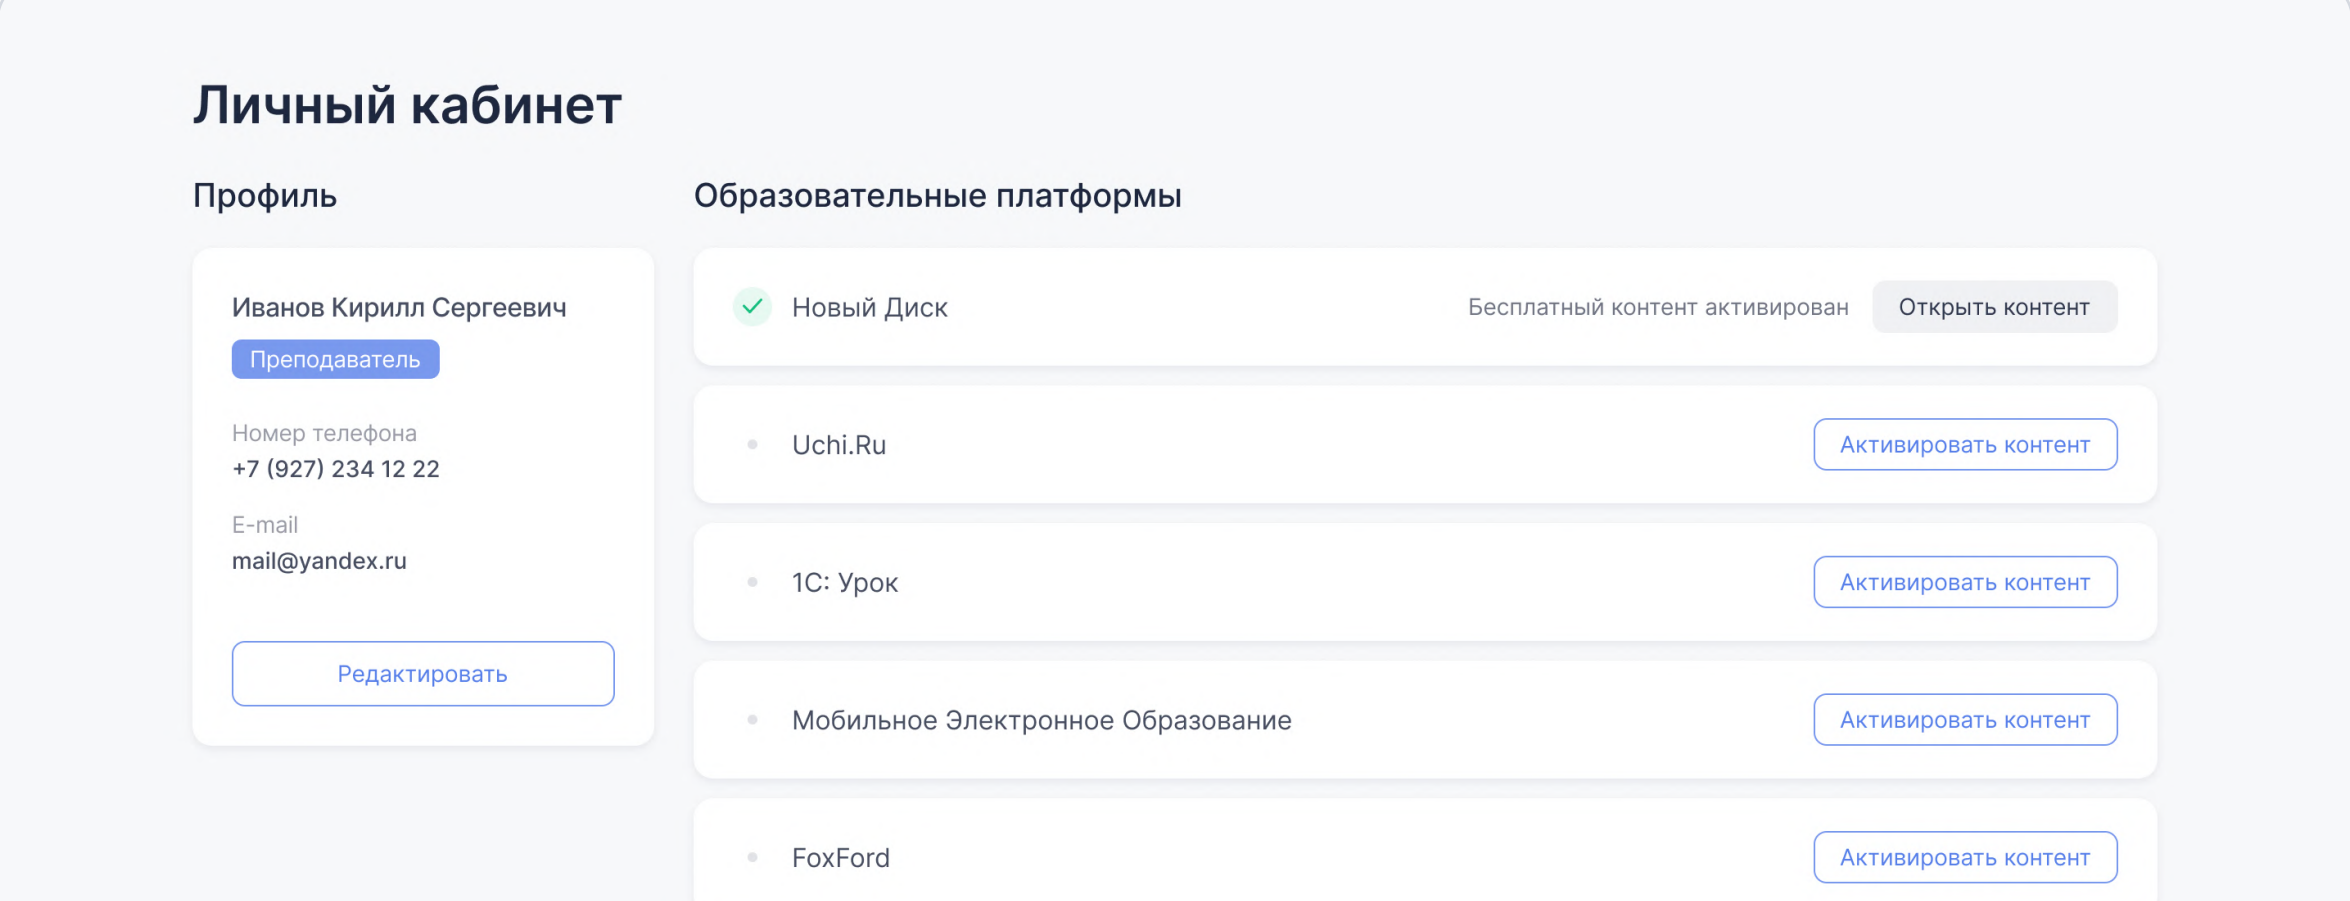 Личный кабинет
Профиль
Иванов Кирилл Сергеевич
Преподаватель
Номер телефона
+7 (927) 234 12 22
E-mail
mail@yandex.ru
Редактировать
Образовательные платформы
Новый Диск
Бесплатный контент активирован
Открыть контент
Uchi.Ru
Активировать контент
1С: Урок
Активировать контент
Мобильное Электронное Образование
Активировать контент
FoxFord
Активировать контент